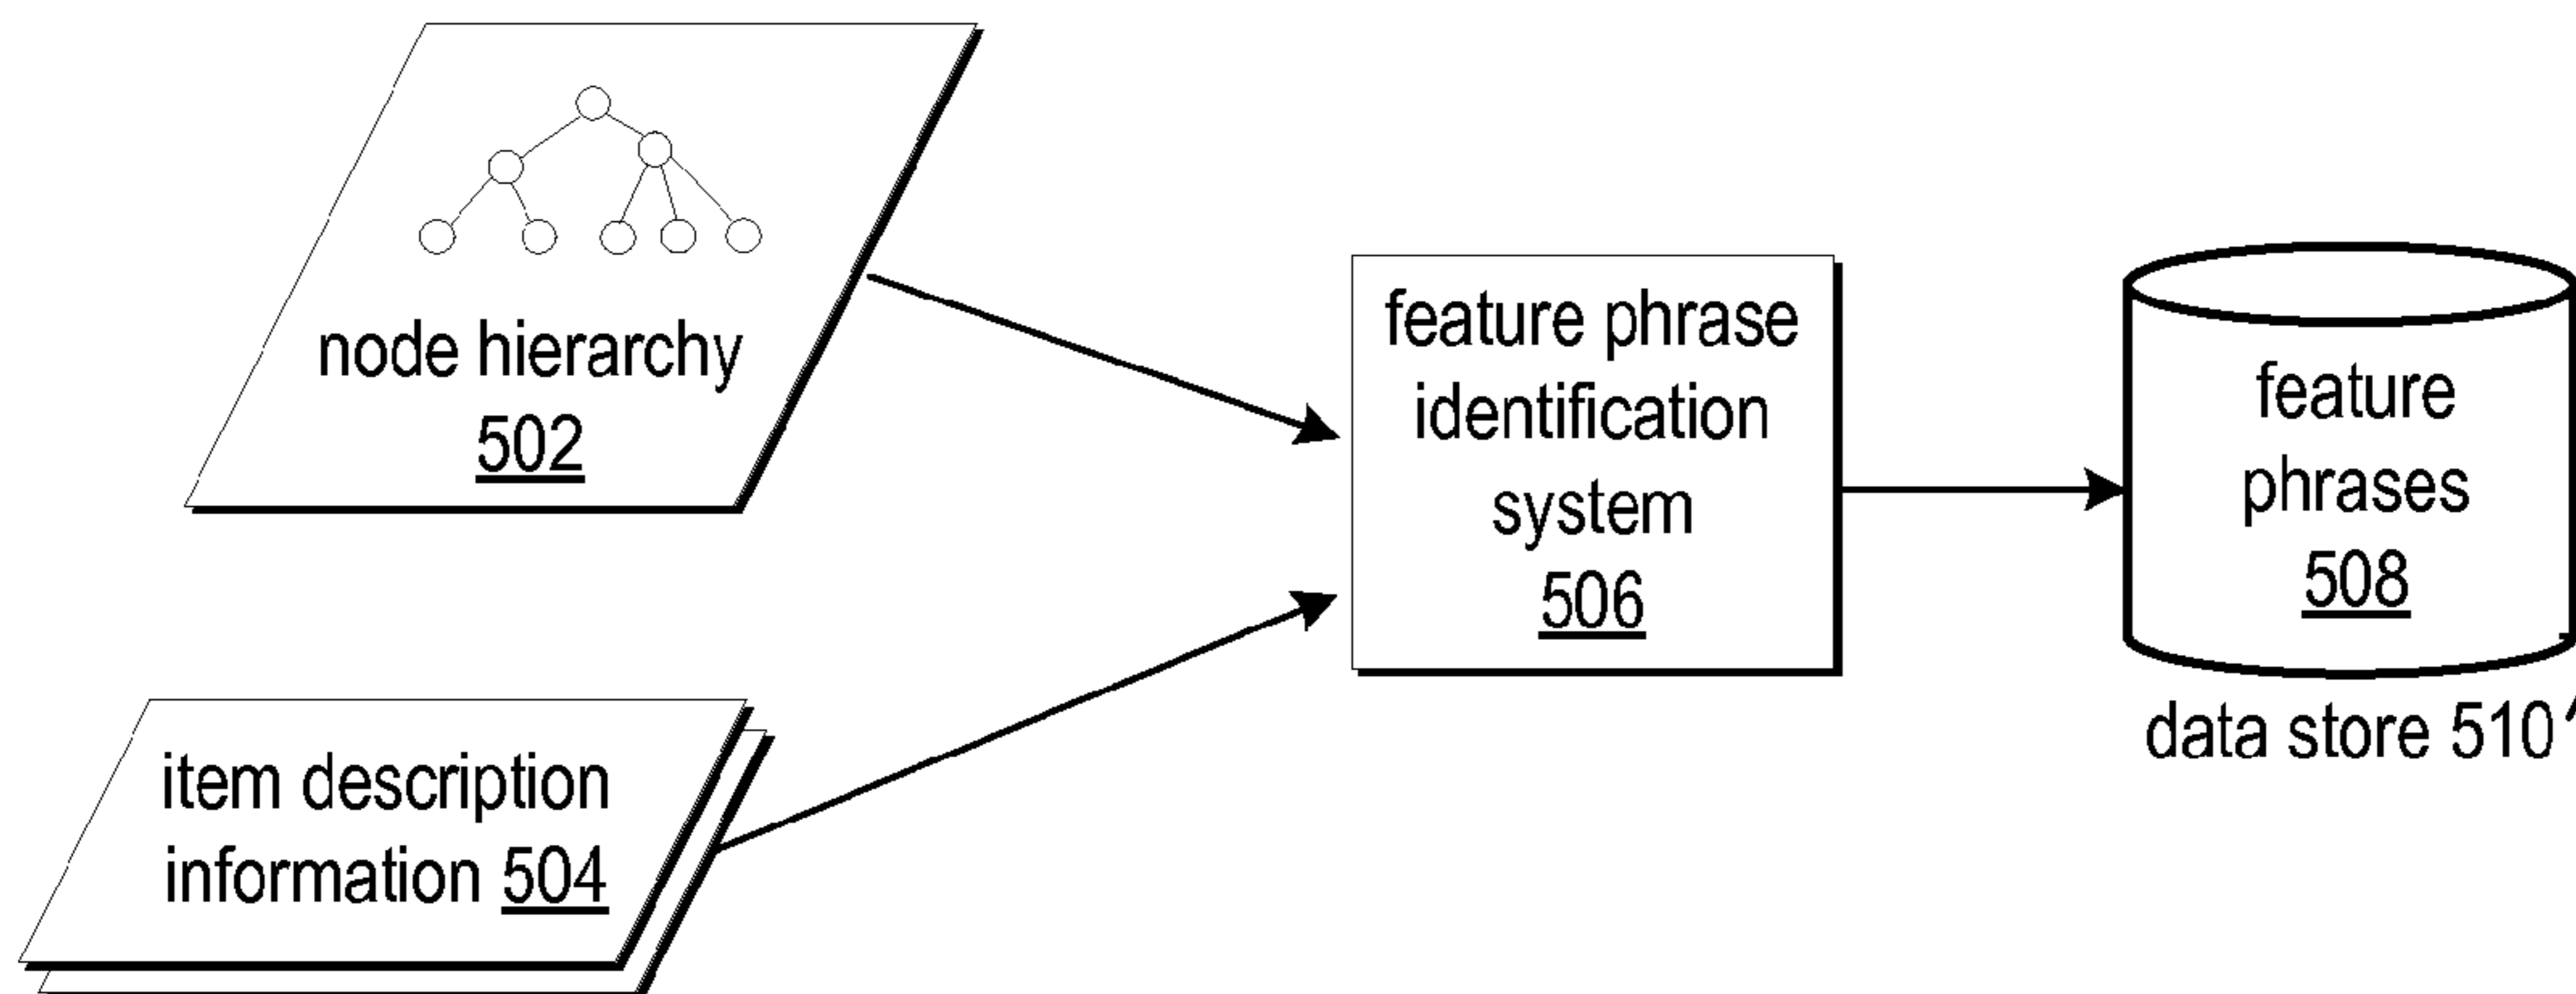 node hierarchy
502
item description
information 504
feature phrase
identification
system
506
feature
phrases
508
data store 510